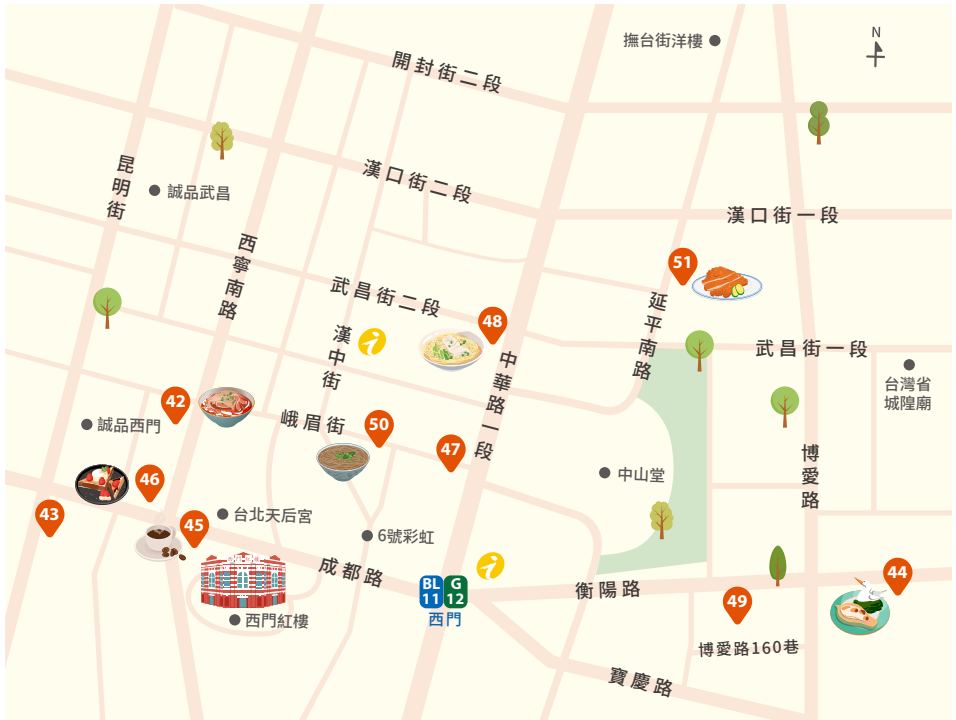 撫台街洋樓
N
開封街二段
昆明街
誠品武昌
漢口街二段
漢口街一段
西寧南路
51
延平南路
武昌街二段
48
漢中街
中華路一段
武昌街一段
台灣省
城隍廟
42
誠品西門
峨眉街
50
47
中山堂
博愛路
46
43
45
台北天后宮
6號彩虹
成都路
BL
11
G
12
西門
衡陽路
44
49
西門紅樓
博愛路160巷
寶慶路